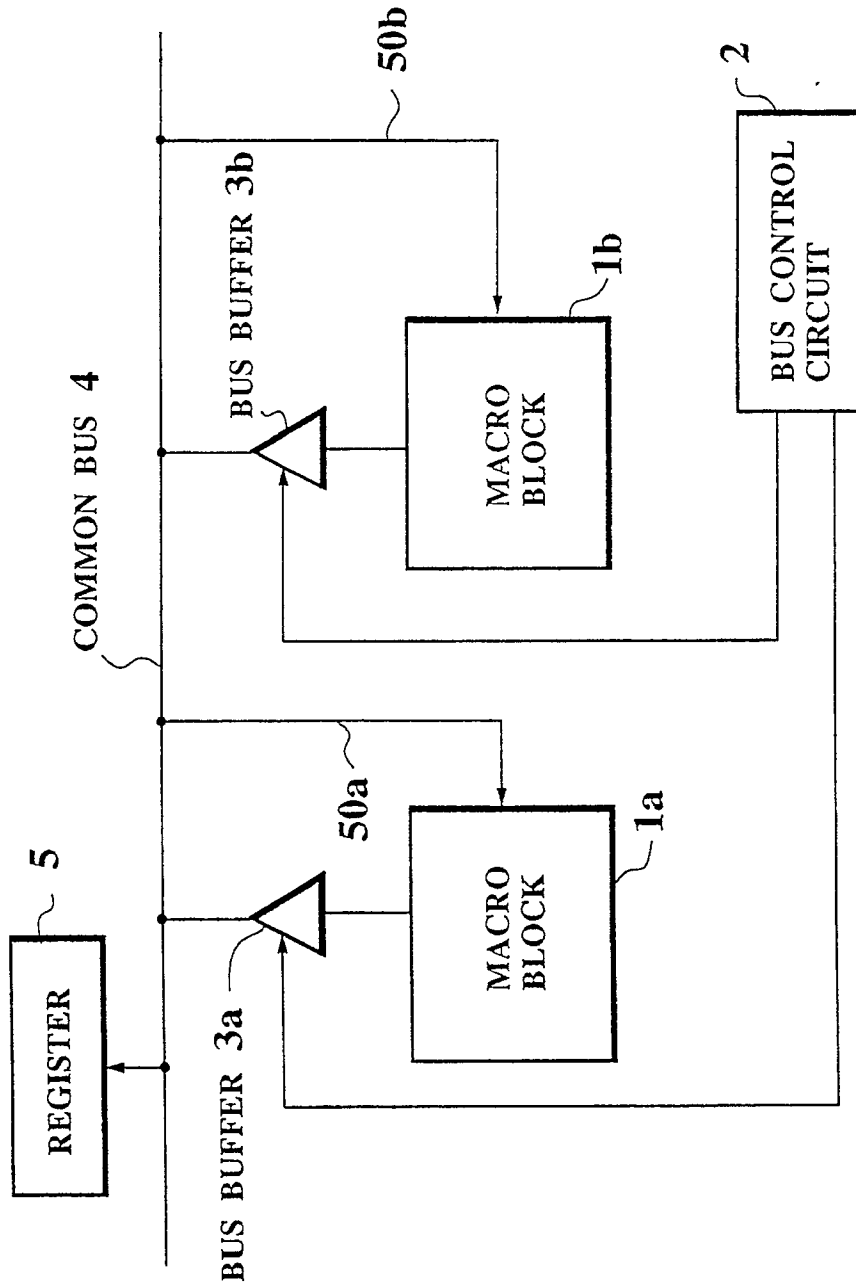 REGISTER
5
COMMON BUS 4
BUS BUFFER 3a
BUS BUFFER 3b
50a
50b
MACRO
BLOCK
1a
MACRO
BLOCK
1b
BUS CONTROL
CIRCUIT
2